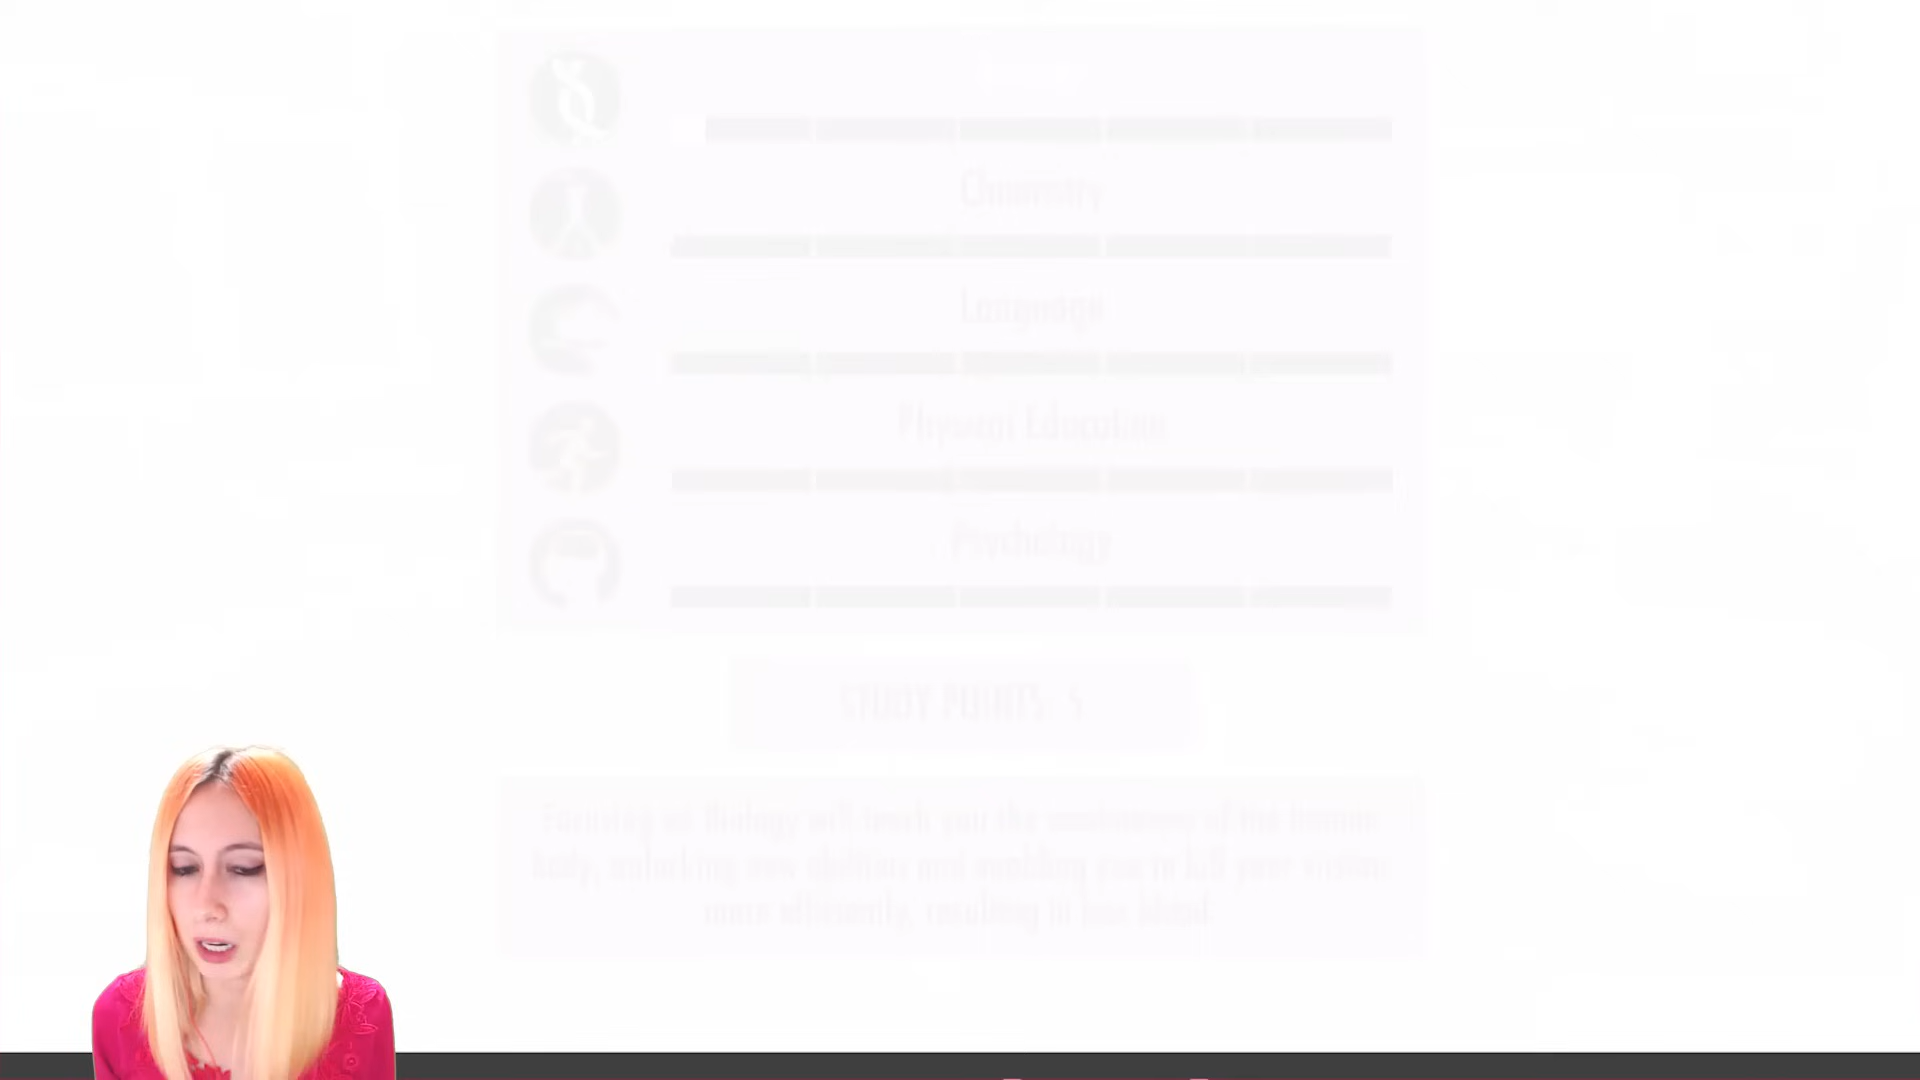 Chemistry
Language
Physical Education
Psychology
STUDY POINTS: 5
Focusing on Biology will teach you the weaknesses of the human
body, unlocking new abilities and enabling you to kill your victims
more efficiently, resulting in less blood.